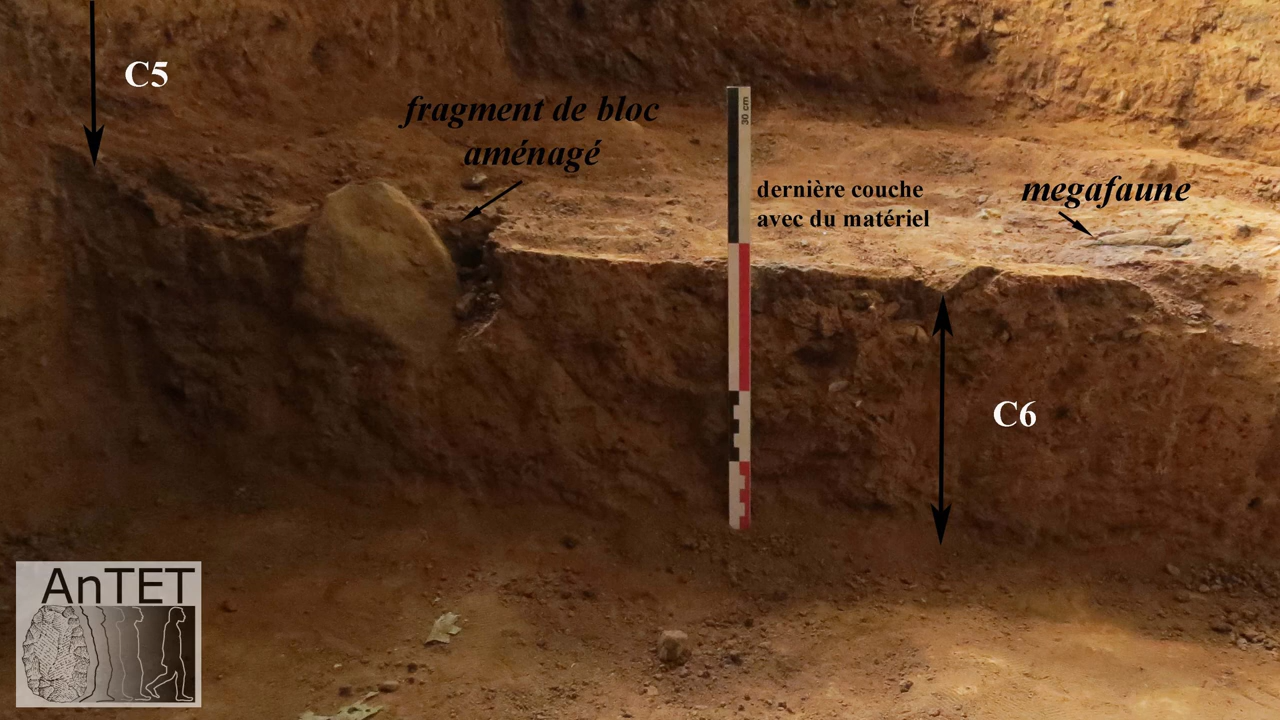 C5
fragment de bloc
aménagé
30 cm
dernière couche
avec du matériel
megafaune
C6
AnTET